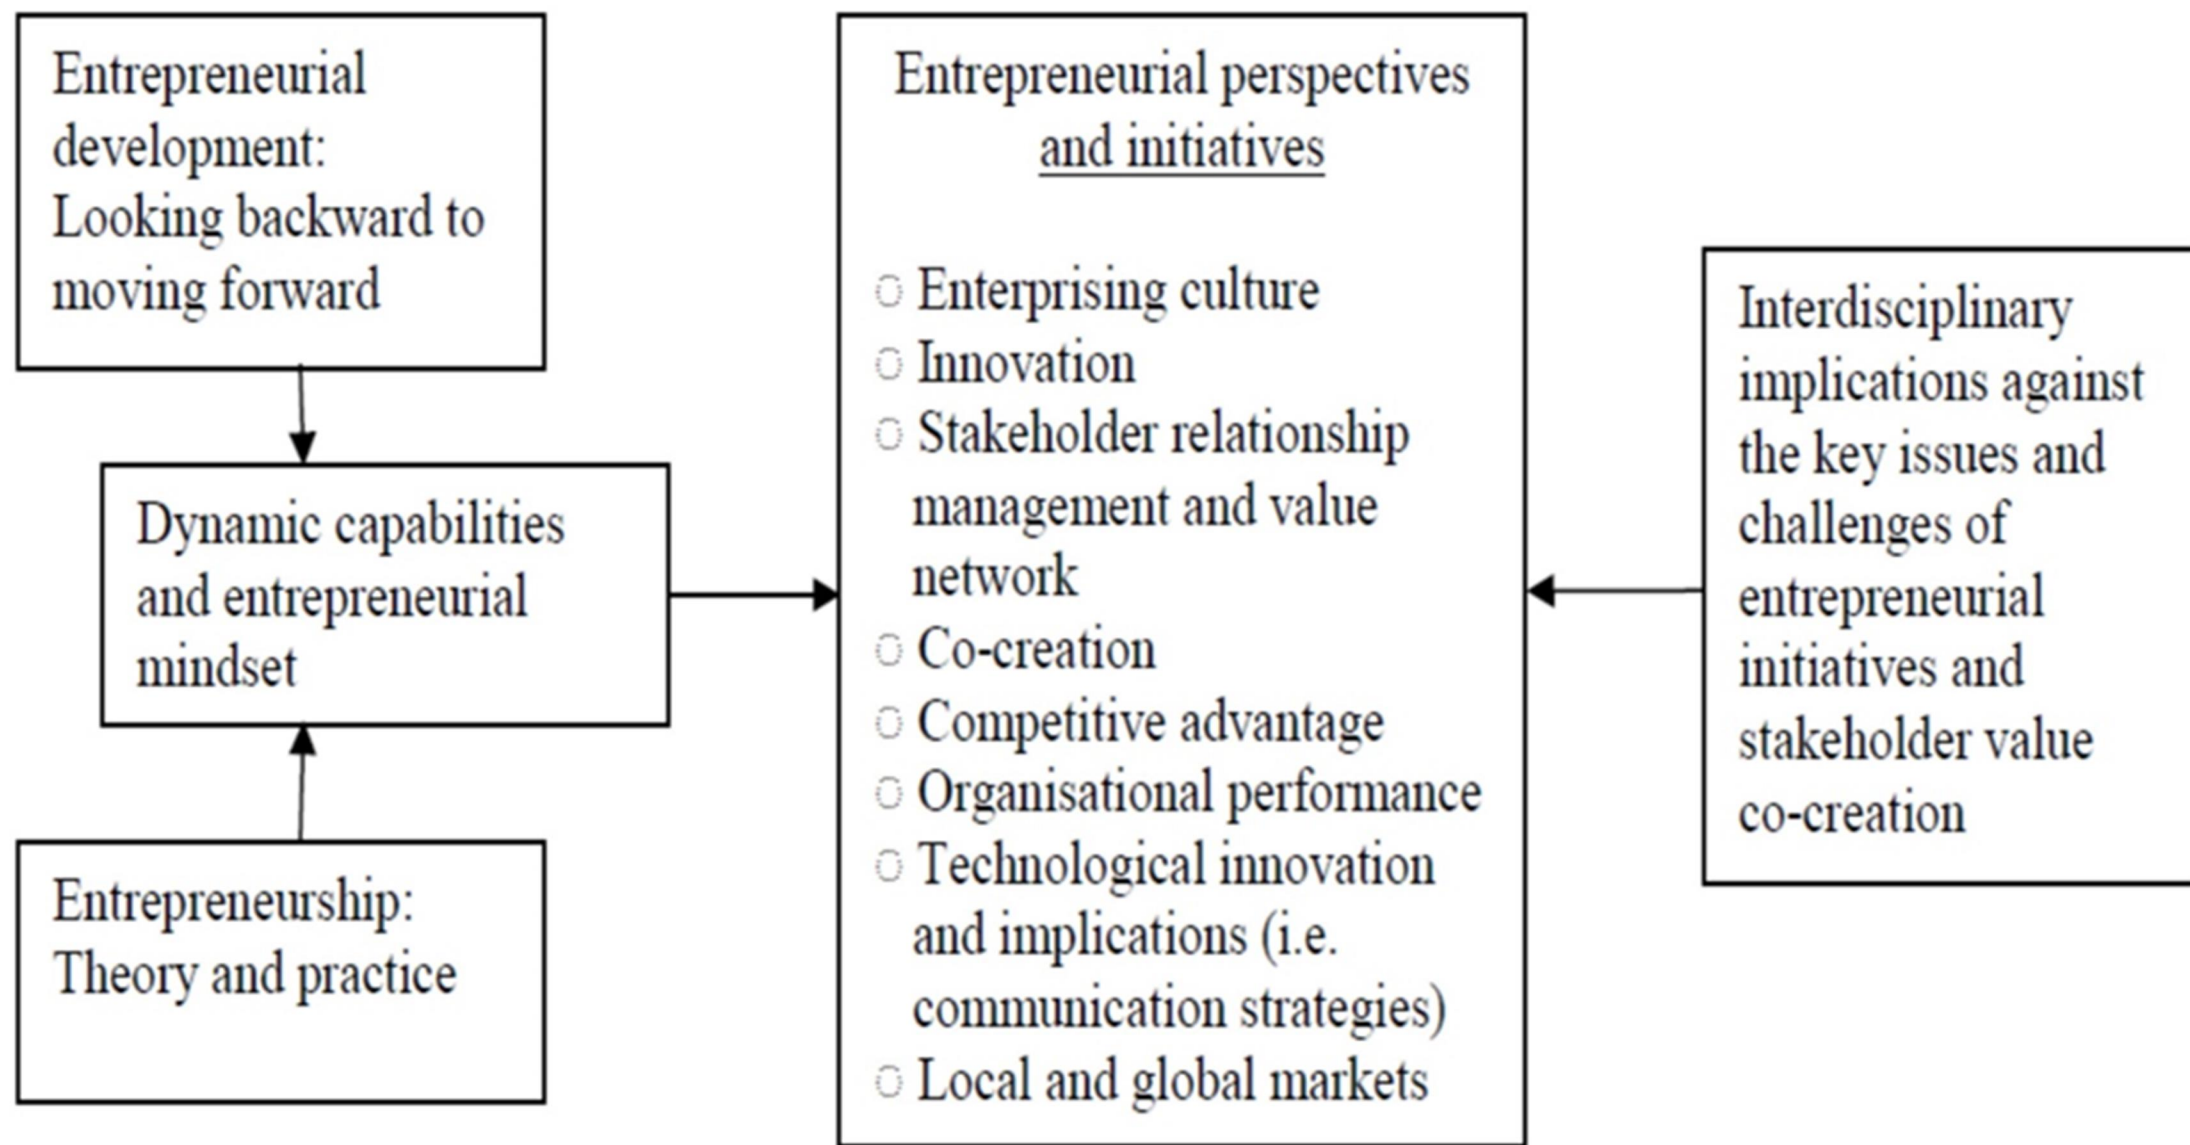 Entrepreneurial
development:
Looking backward to
moving forward
Dynamic capabilities
and entrepreneurial
mindset
Entrepreneurship:
Theory and practice
Entrepreneurial perspectives
and initiatives
Enterprising culture
Innovation
Stakeholder relationship
management and value
network
Co-creation
Competitive advantage
Organisational performance
Technological innovation
and implications (i.e.
communication strategies)
Local and global markets
Interdisciplinary
implications against
the key issues and
challenges of
entrepreneurial
initiatives and
stakeholder value
co-creation